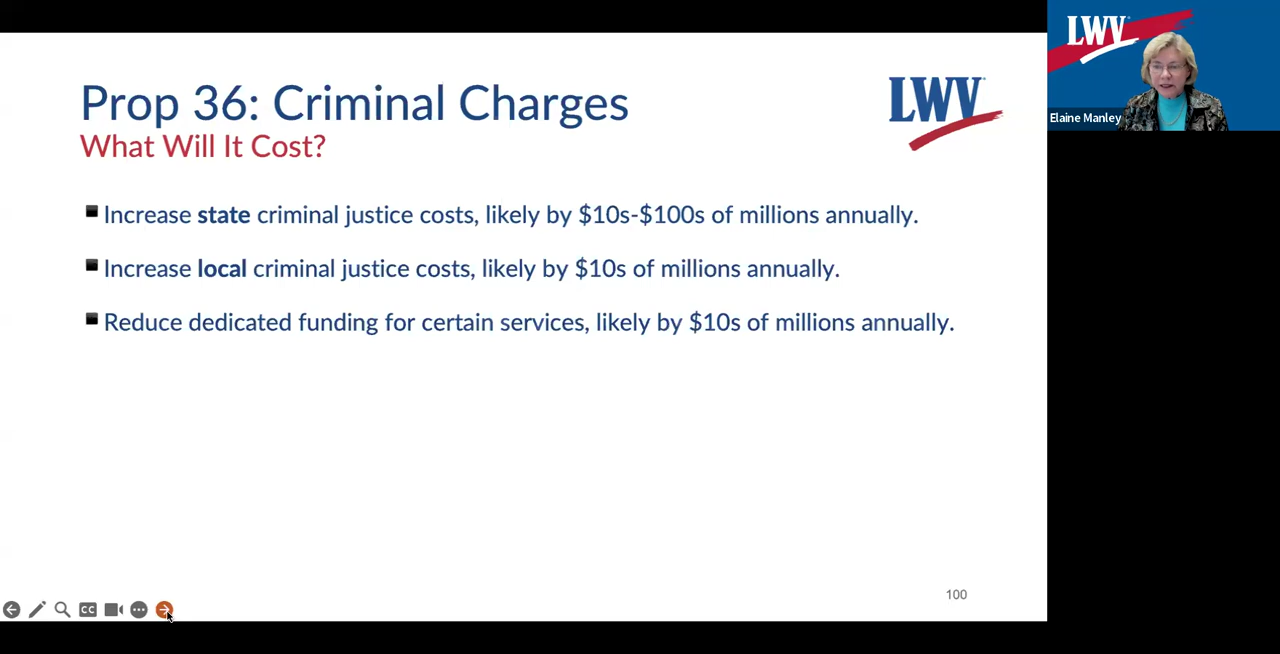 Prop 36: Criminal Charges
What Will It Cost?
LWV
Increase state criminal justice costs, likely by $10s-$100s of millions annually.
Increase local criminal justice costs, likely by $10s of millions annually.
Reduce dedicated funding for certain services, likely by $10s of millions annually.
CC
100
LWV
Elaine Manley